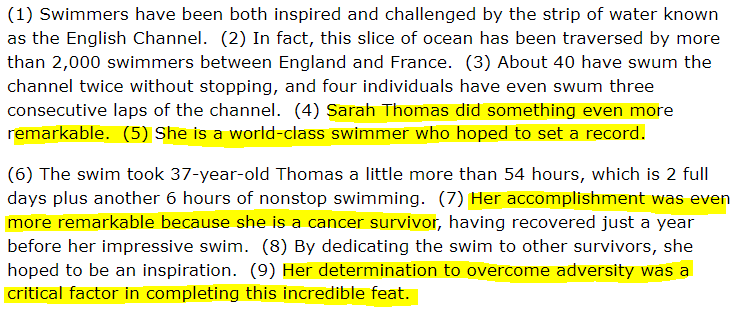 (1) Swimmers have been both inspired and challenged by the strip of water known
as the English Channel.  (2) In fact, this slice of ocean has been traversed by more
than 2,000 swimmers between England and France.  (3) About 40 have swum the
channel twice without stopping, and four individuals have even swum three
consecutive laps of the channel.  (4) Sarah Thomas did something even more
remarkable.  (5) She is a world-class swimmer who hoped to set a record.
(6) The swim took 37-year-old Thomas a little more than 54 hours, which is 2 full
days plus another 6 hours of nonstop swimming.  (7) Her accomplishment was even
more remarkable because she is a cancer survivor, having recovered just a year
before her impressive swim.  (8) By dedicating the swim to other survivors, she
hoped to be an inspiration.  (9) Her determination to overcome adversity was a
critical factor in completing this incredible feat.